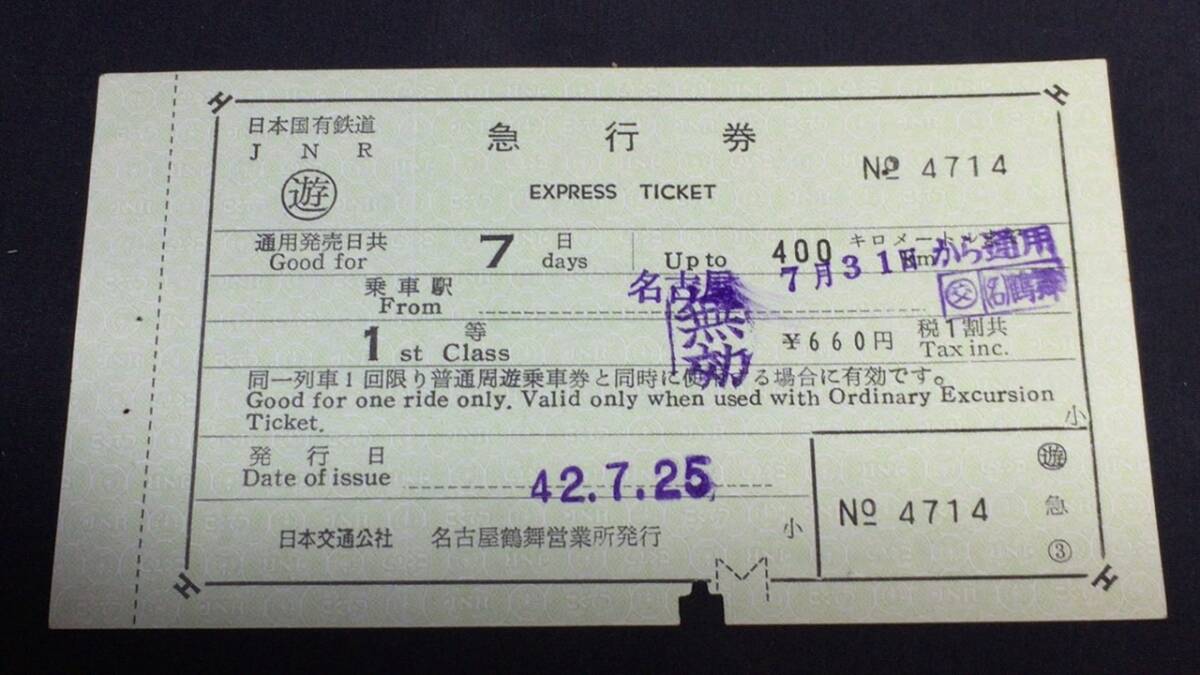 日本国有鉄道
J N R
遊
急行券
EXPRESS TICKET
№ 4714
通用発売日共 7 日
Good for days
Up to 400 キロメートル
Km
7月31日から通用
乗車駅
From 名古屋
交 名鶴舞
無効
1 等
st Class
¥660円 税1割共
Tax inc.
同一列車1回限り普通周遊乗車券と同時に使 る場合に有効です。
Good for one ride only. Valid only when used with Ordinary Excursion
Ticket.
小
発行日
Date of issue 42.7.25
日本交通公社 名古屋鶴舞営業所発行
小
遊
№ 4714 急
③